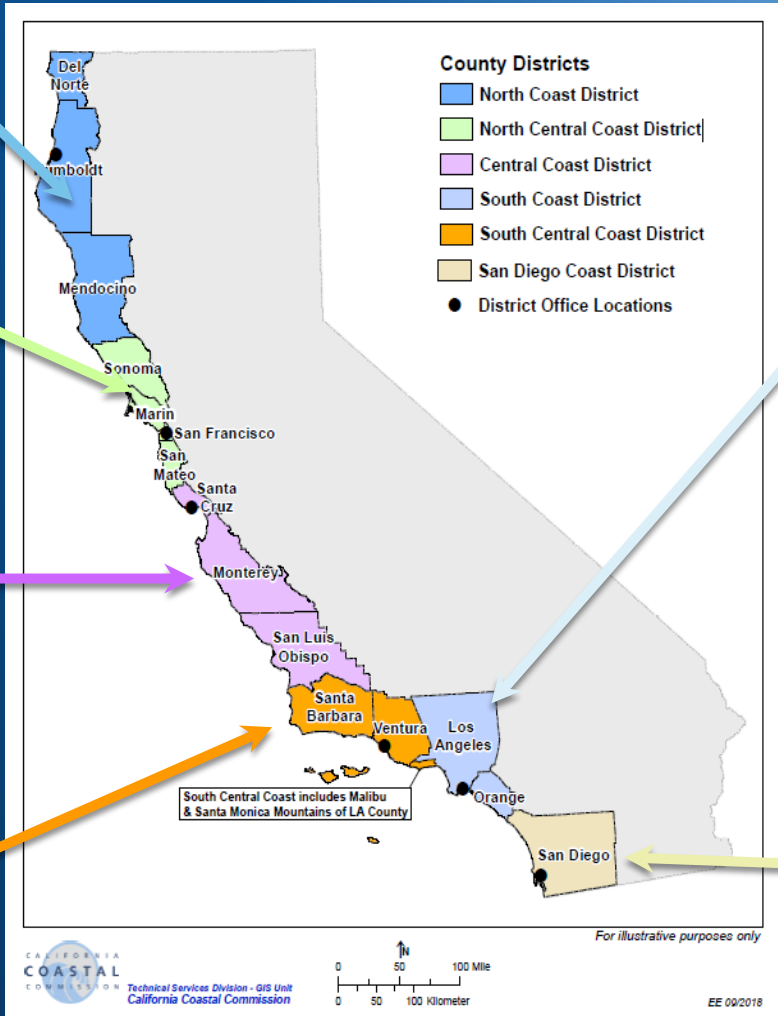 County Districts
North Coast District
North Central Coast District
Central Coast District
South Coast District
South Central Coast District
San Diego Coast District
District Office Locations
Del
Norte
Humboldt
Mendocino
Sonoma
Marin
San Francisco
San
Mateo
Santa
Cruz
Monterey
San Luis
Obispo
Santa
Barbara
Ventura
Los
Angeles
Orange
South Central Coast includes Malibu
& Santa Monica Mountains of LA County
San Diego
For illustrative purposes only
CALIFORNIA
COASTAL
COMMISSION
Technical Services Division - GIS Unit
California Coastal Commission
N
0 50 100 Mile
0 50 100 Kilometer
EE 09/2018